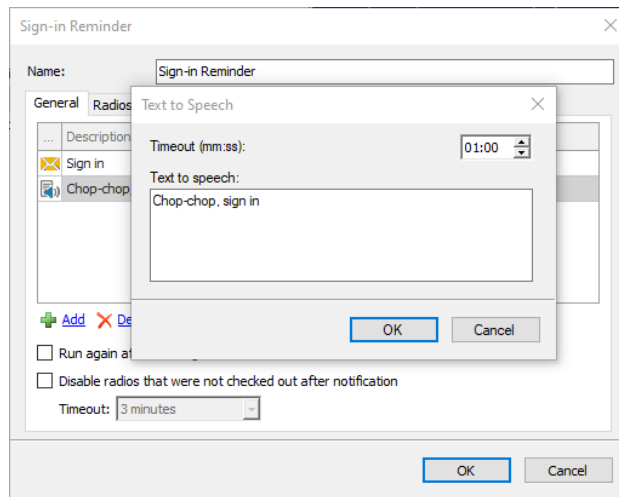 Sign-in Reminder
Name: Sign-in Reminder
General Radios
Text to Speech
... Description
Timeout (mm:ss): 01:00
Sign in
Text to speech:
Chop-chop
Chop-chop, sign in
Add
OK Cancel
Run again
Disable radios that were not checked out after notification
Timeout: 3 minutes
OK Cancel